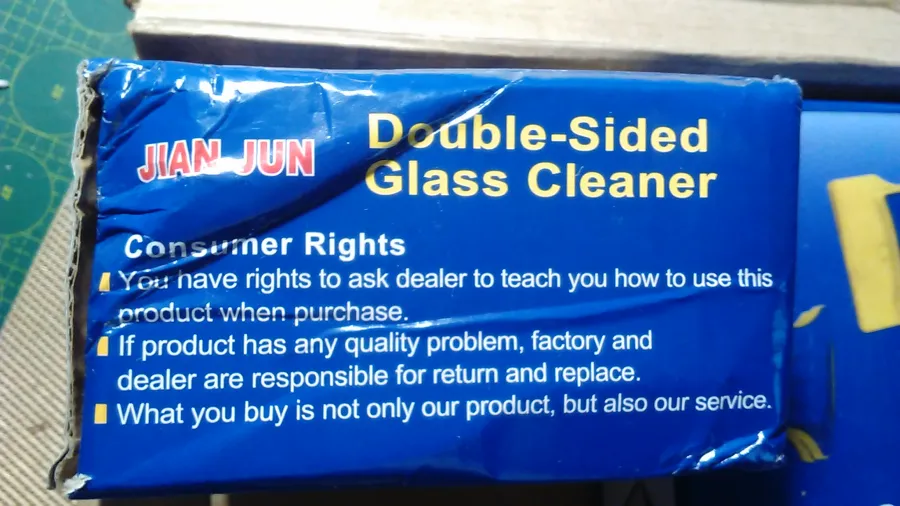 JIAN JUN
Double-Sided
Glass Cleaner
Consumer Rights
You have rights to ask dealer to teach you how to use this
product when purchase.
If product has any quality problem, factory and
dealer are responsible for return and replace.
What you buy is not only our product, but also our service.